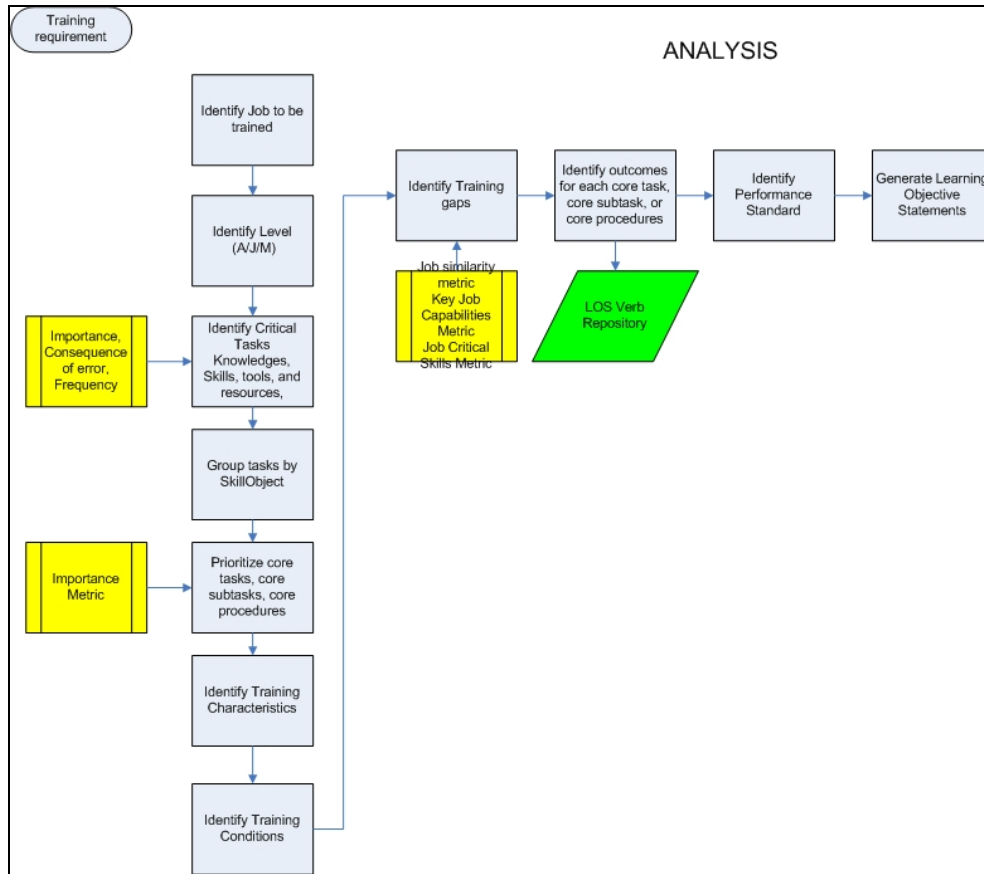 Training
requirement
ANALYSIS
Identify Job to be
trained
Identify Level
(A/J/M)
Importance,
Consequence
of error,
Frequency
Identify Critical
Tasks
Knowledges,
Skills, tools, and
resources,
Group tasks by
SkillObject
Importance
Metric
Prioritize core
tasks, core
subtasks, core
procedures
Identify Training
Characteristics
Identify Training
Conditions
Identify Training
gaps
Job similarity
metric
Key Job
Capabilities
Metric
Job Critical
Skills Metric
Identify outcomes
for each core task,
core subtask, or
core procedures
LOS Verb
Repository
Identify
Performance
Standard
Generate Learning
Objective
Statements